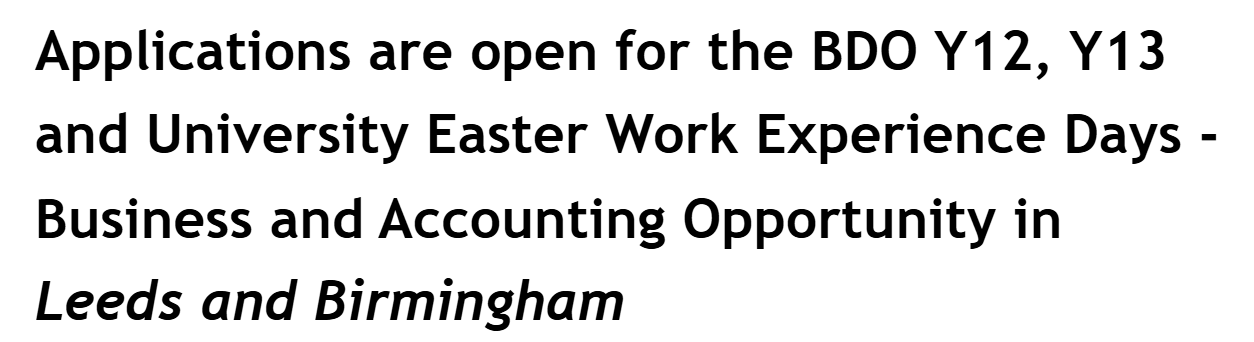 Applications are open for the BDO Y12, Y13
and University Easter Work Experience Days -
Business and Accounting Opportunity in
Leeds and Birmingham